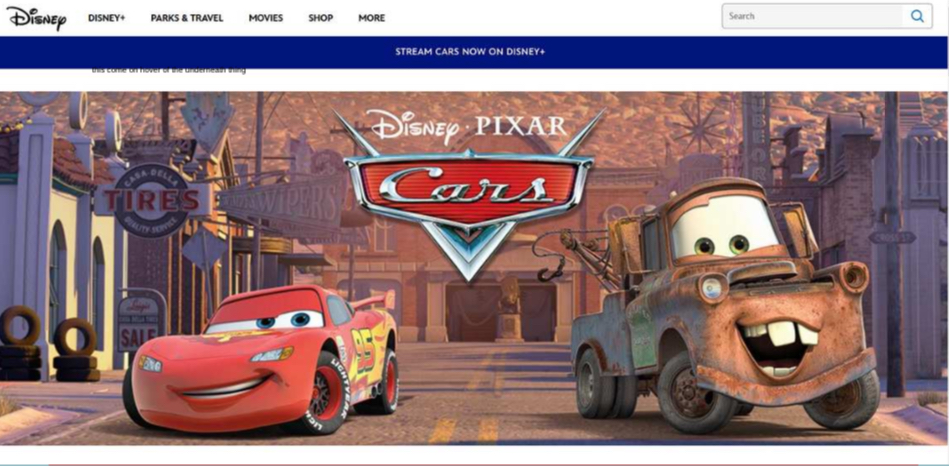 Disney
DISNEY+ PARKS & TRAVEL MOVIES SHOP MORE
Search
STREAM CARS NOW ON DISNEY+
this come on hover of the underneath thing
Disney · PIXAR
Cars
CASA DELLA
TIRES
QUALITY SERVICE
SALE
95
LIGHTYEAR